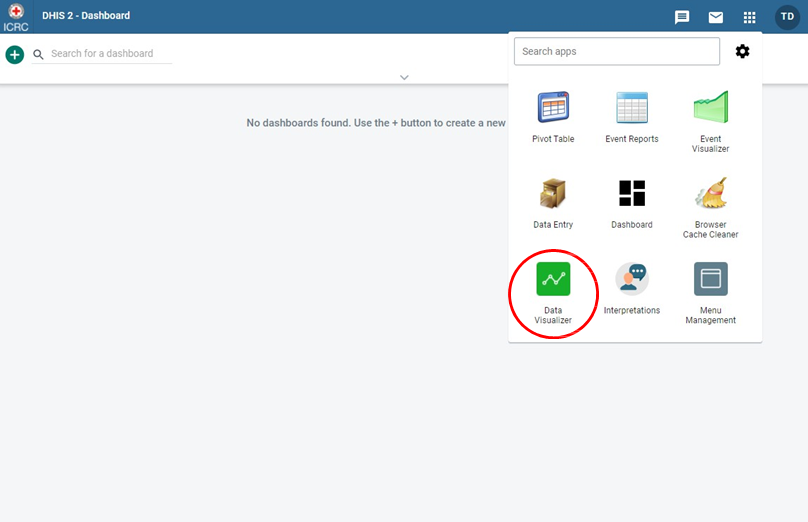 ICRC
DHIS 2 - Dashboard
TD
Search for a dashboard
Search apps
No dashboards found. Use the + button to create a new
Pivot Table
Event Reports
Event
Visualizer
Data Entry
Dashboard
Browser
Cache Cleaner
Data
Visualizer
Interpretations
Menu
Management